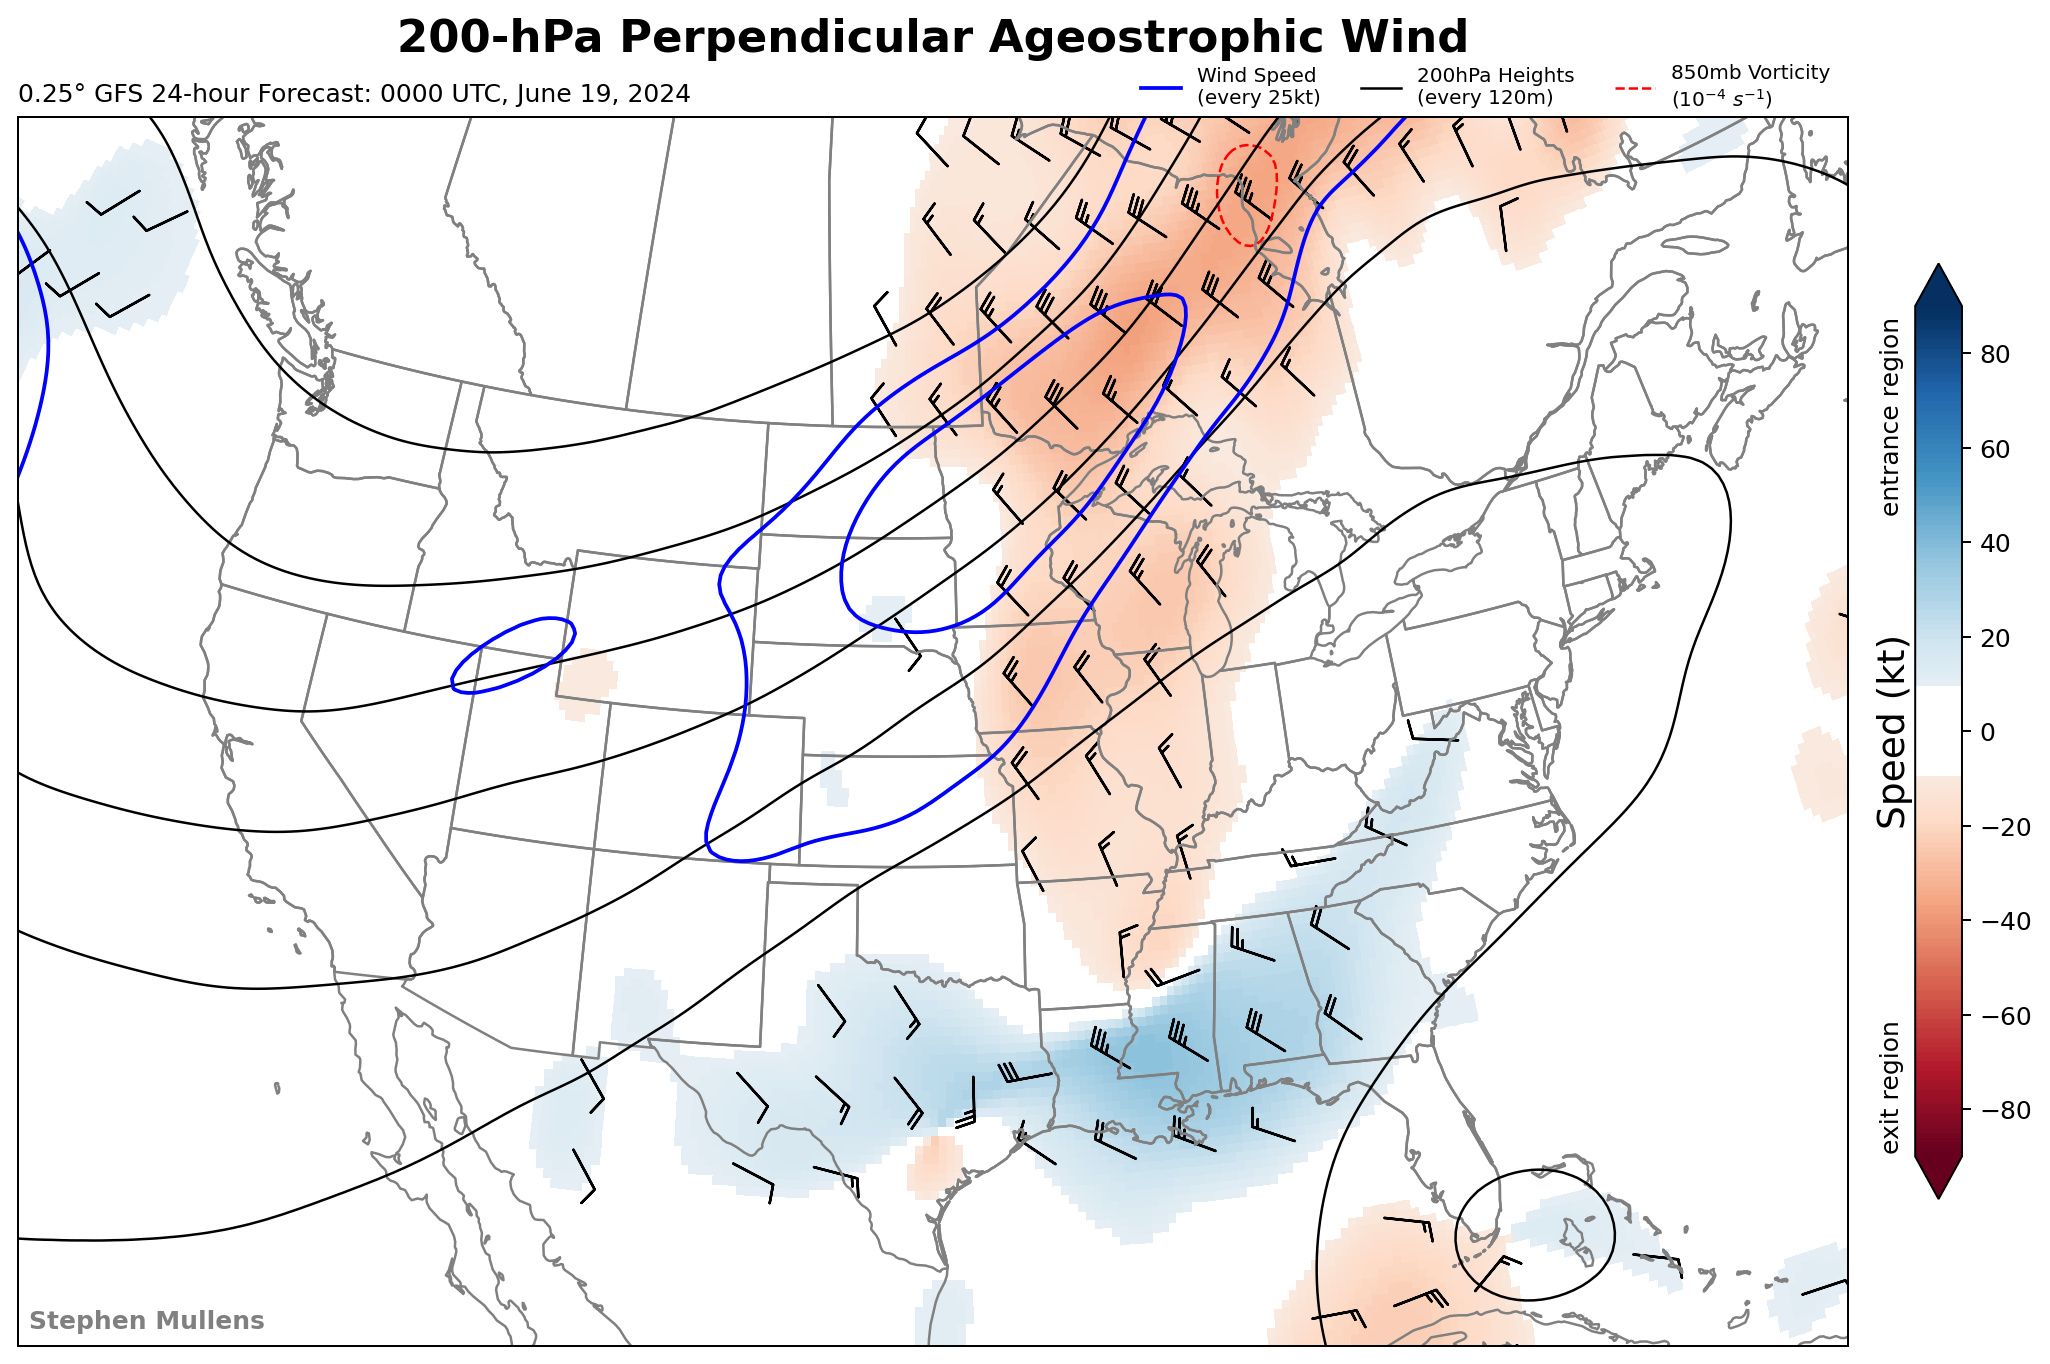 200-hPa Perpendicular Ageostrophic Wind
0.25° GFS 24-hour Forecast: 0000 UTC, June 19, 2024
Wind Speed
(every 25kt)
200hPa Heights
(every 120m)
850mb Vorticity
(10⁻⁴ s⁻¹)
entrance region
Speed (kt)
exit region
80
60
40
20
0
−20
−40
−60
−80
Stephen Mullens